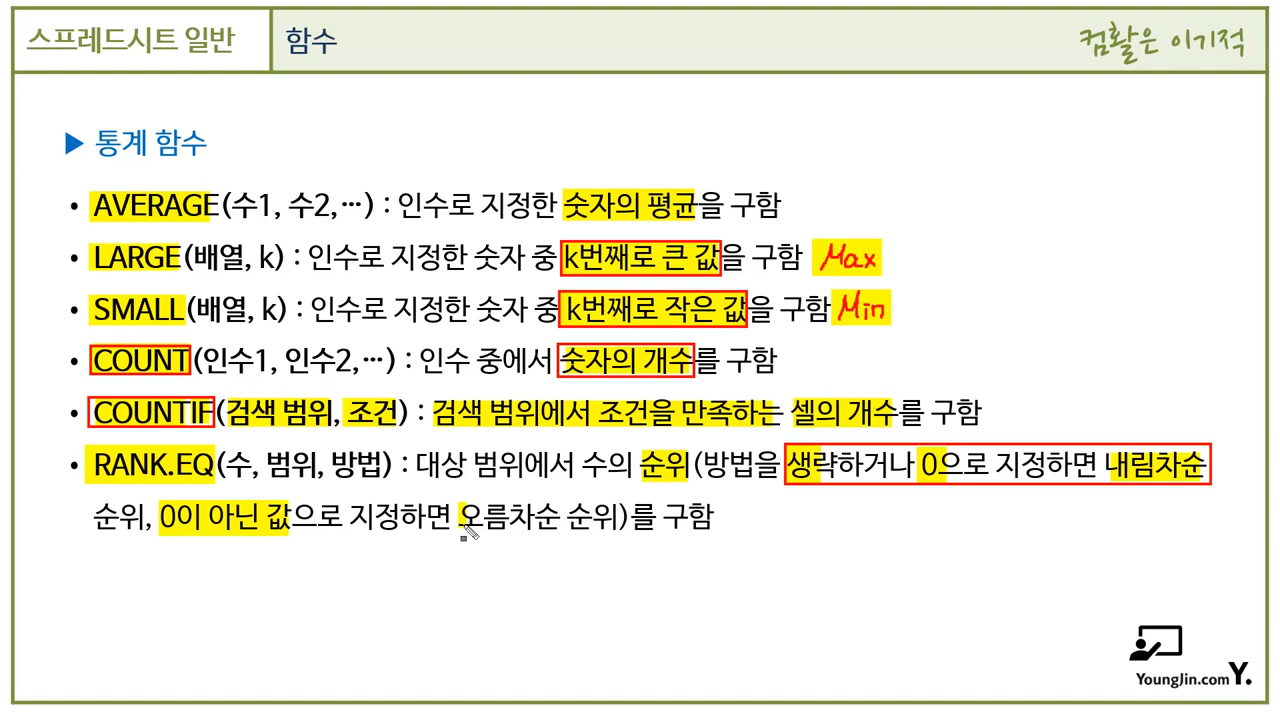 스프레드시트 일반
함수
컴활은 이기적
▶ 통계 함수
• AVERAGE(수1, 수2,…) : 인수로 지정한 숫자의 평균을 구함
• LARGE(배열, k) : 인수로 지정한 숫자 중 k번째로 큰 값을 구함 Max
• SMALL(배열, k) : 인수로 지정한 숫자 중 k번째로 작은 값을 구함 Min
• COUNT(인수1, 인수2,…) : 인수 중에서 숫자의 개수를 구함
• COUNTIF(검색 범위, 조건) : 검색 범위에서 조건을 만족하는 셀의 개수를 구함
• RANK.EQ(수, 범위, 방법) : 대상 범위에서 수의 순위(방법을 생략하거나 0으로 지정하면 내림차순
순위, 0이 아닌 값으로 지정하면 오름차순 순위)를 구함
YoungJin.com Y.